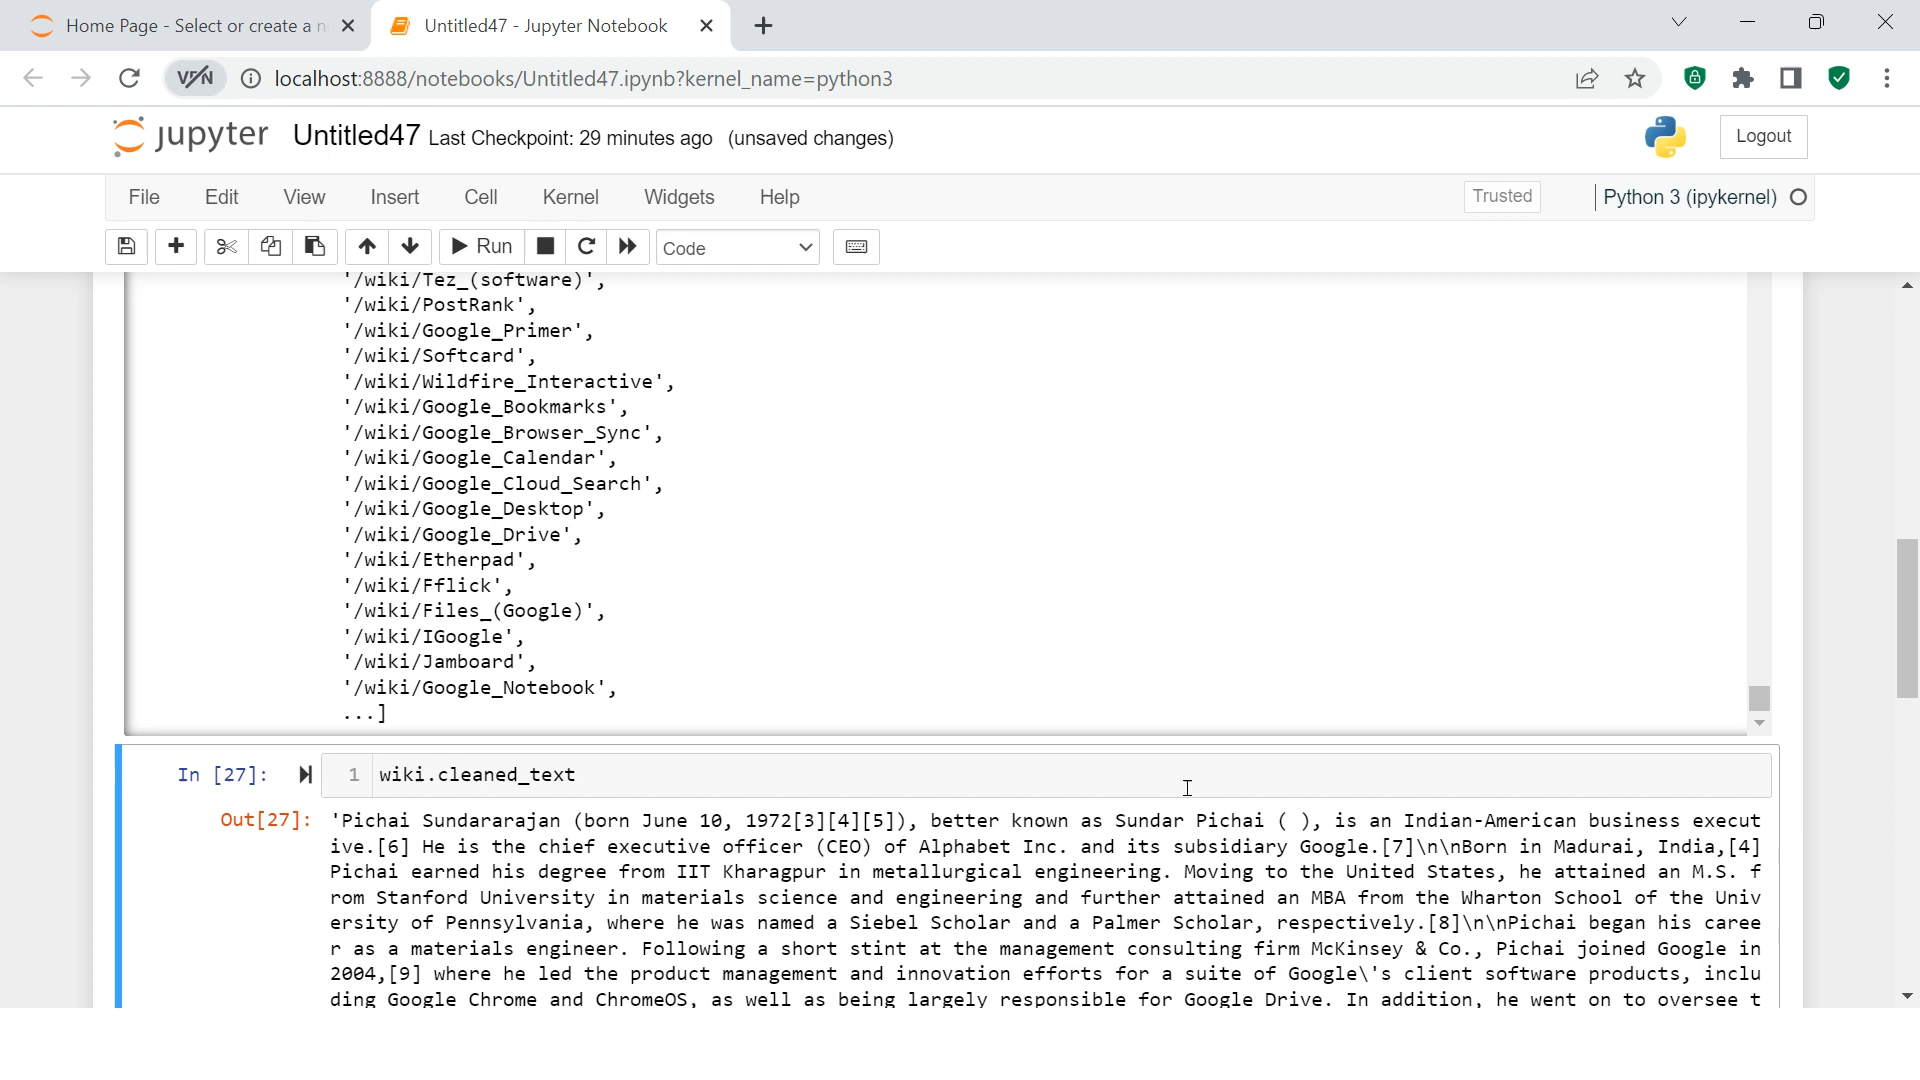 Home Page - Select or create a n
Untitled47 - Jupyter Notebook
VPN
localhost:8888/notebooks/Untitled47.ipynb?kernel_name=python3
jupyter Untitled47 Last Checkpoint: 29 minutes ago (unsaved changes)
Logout
File Edit View Insert Cell Kernel Widgets Help
Trusted
Python 3 (ipykernel)
Run
Code
'/wiki/Tez_(software)',
'/wiki/PostRank',
'/wiki/Google_Primer',
'/wiki/Softcard',
'/wiki/Wildfire_Interactive',
'/wiki/Google_Bookmarks',
'/wiki/Google_Browser_Sync',
'/wiki/Google_Calendar',
'/wiki/Google_Cloud_Search',
'/wiki/Google_Desktop',
'/wiki/Google_Drive',
'/wiki/Etherpad',
'/wiki/Fflick',
'/wiki/Files_(Google)',
'/wiki/IGoogle',
'/wiki/Jamboard',
'/wiki/Google_Notebook',
...]
In [27]: 1 wiki.cleaned_text
Out[27]: 'Pichai Sundararajan (born June 10, 1972[3][4][5]), better known as Sundar Pichai ( ), is an Indian-American business execut
ive.[6] He is the chief executive officer (CEO) of Alphabet Inc. and its subsidiary Google.[7]\n\nBorn in Madurai, India,[4]
Pichai earned his degree from IIT Kharagpur in metallurgical engineering. Moving to the United States, he attained an M.S. f
rom Stanford University in materials science and engineering and further attained an MBA from the Wharton School of the Univ
ersity of Pennsylvania, where he was named a Siebel Scholar and a Palmer Scholar, respectively.[8]\n\nPichai began his caree
r as a materials engineer. Following a short stint at the management consulting firm McKinsey & Co., Pichai joined Google in
2004,[9] where he led the product management and innovation efforts for a suite of Google\'s client software products, inclu
ding Google Chrome and ChromeOS, as well as being largely responsible for Google Drive. In addition, he went on to oversee t